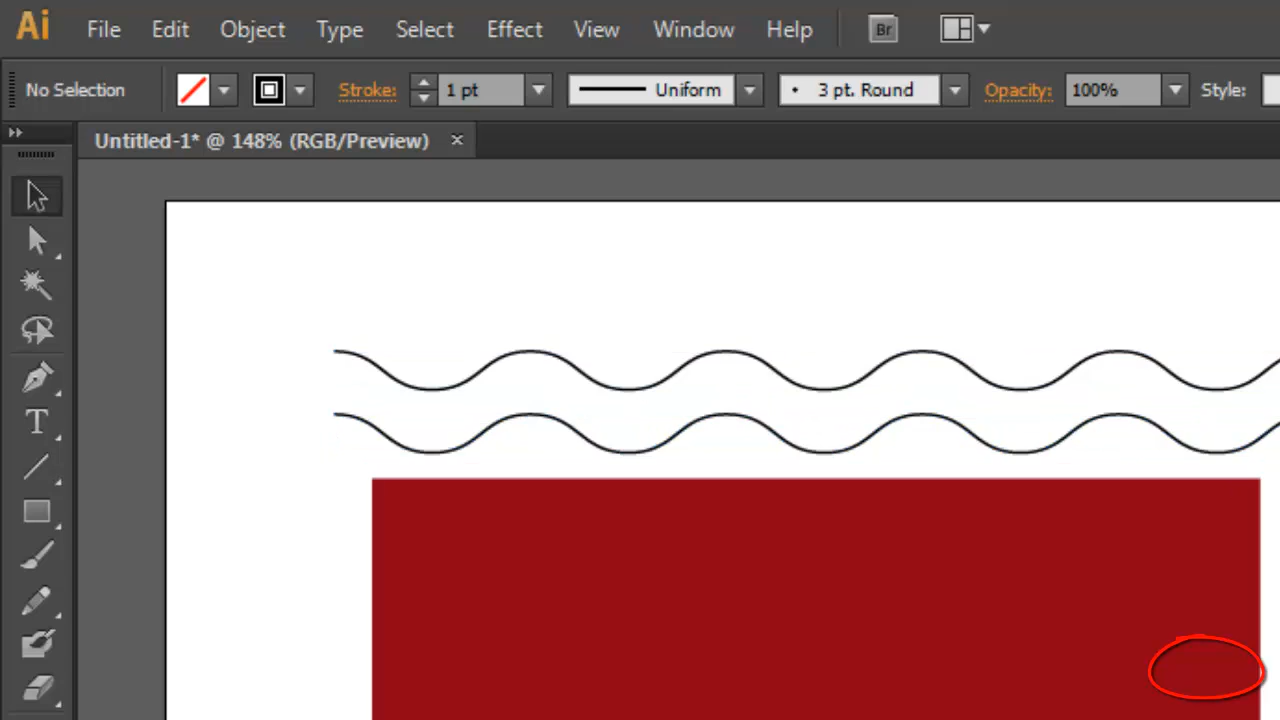 Ai File Edit Object Type Select Effect View Window Help Br
No Selection Stroke: 1 pt Uniform 3 pt. Round Opacity: 100% Style:
Untitled-1* @ 148% (RGB/Preview) ×
T